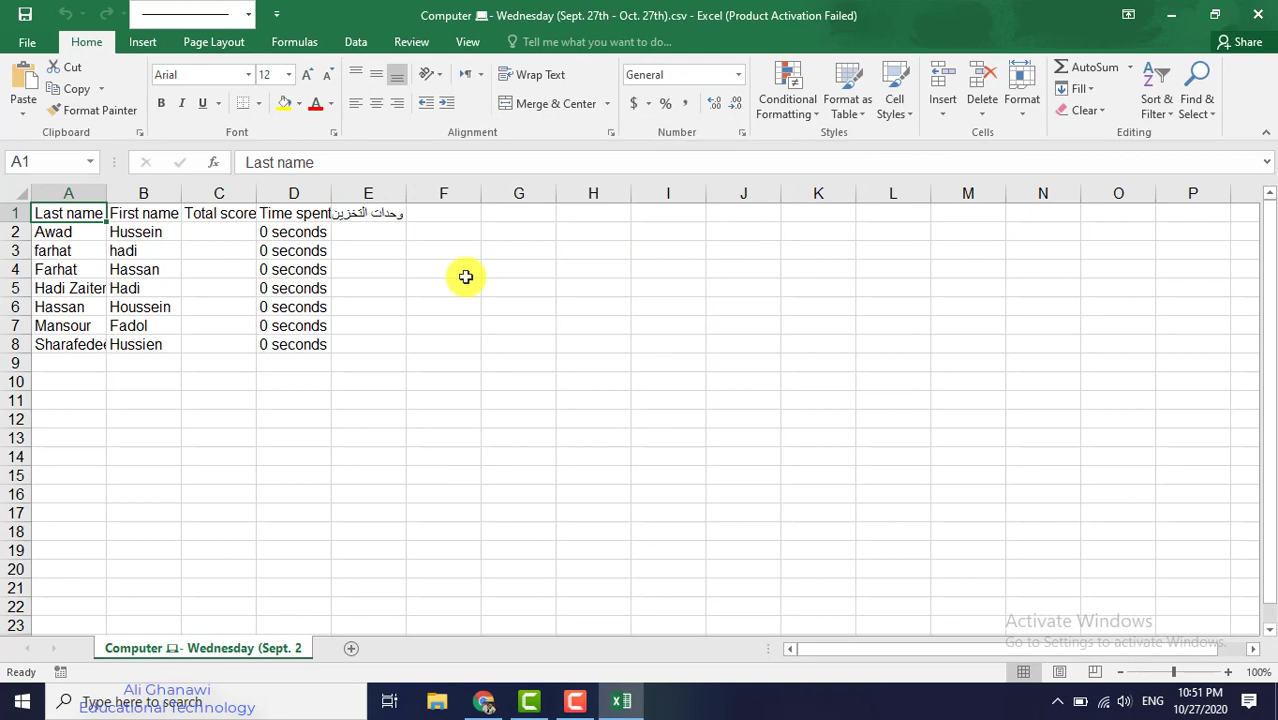 Computer 💻- Wednesday (Sept. 27th - Oct. 27th).csv - Excel (Product Activation Failed)
File Home Insert Page Layout Formulas Data Review View Tell me what you want to do... Share
Cut
Copy
Format Painter
Paste
Clipboard
Arial 12
B I U
Font
Wrap Text
Merge & Center
Alignment
General
$ % ,
Number
Conditional Formatting
Format as Table
Cell Styles
Styles
Insert Delete Format
Cells
AutoSum
Fill
Clear
Sort & Filter
Find & Select
Editing
A1 fx Last name
A B C D E F G H I J K L M N O P
1 Last name First name Total score Time spent وحدات التخزين
2 Awad Hussein 0 seconds
3 farhat hadi 0 seconds
4 Farhat Hassan 0 seconds
5 Hadi Zaiter Hadi 0 seconds
6 Hassan Houssein 0 seconds
7 Mansour Fadol 0 seconds
8 Sharafedee Hussien 0 seconds
9
10
11
12
13
14
15
16
17
18
19
20
21
22
23
Activate Windows
Go to Settings to activate Windows.
Computer 💻- Wednesday (Sept. 2
Ready 100%
Type here to search
Ali Ghanawi
Educational Technology
ENG
10:51 PM
10/27/2020